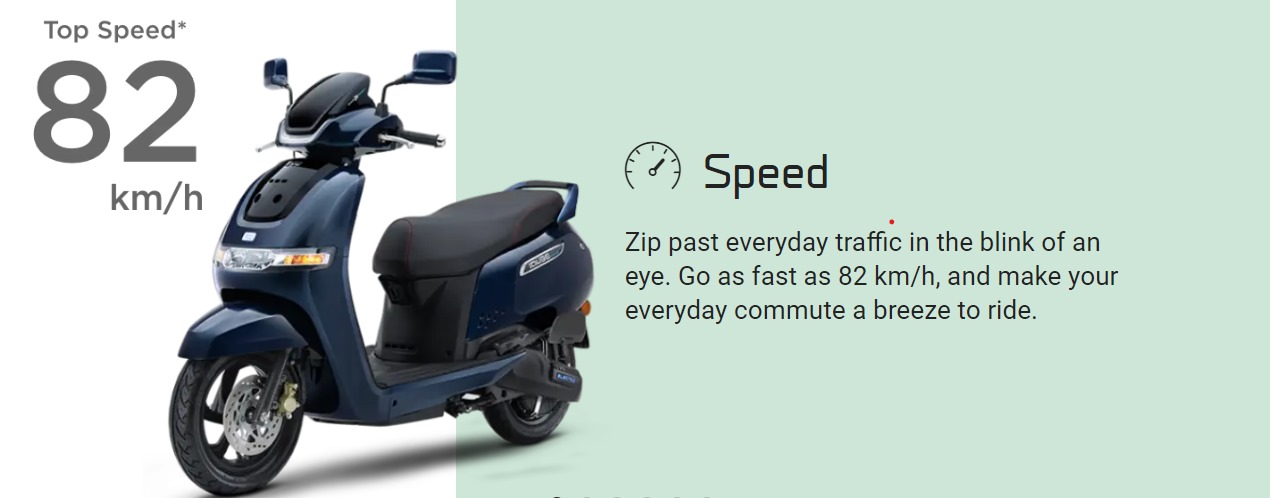 Top Speed*
82
km/h
Speed
Zip past everyday traffic in the blink of an
eye. Go as fast as 82 km/h, and make your
everyday commute a breeze to ride.